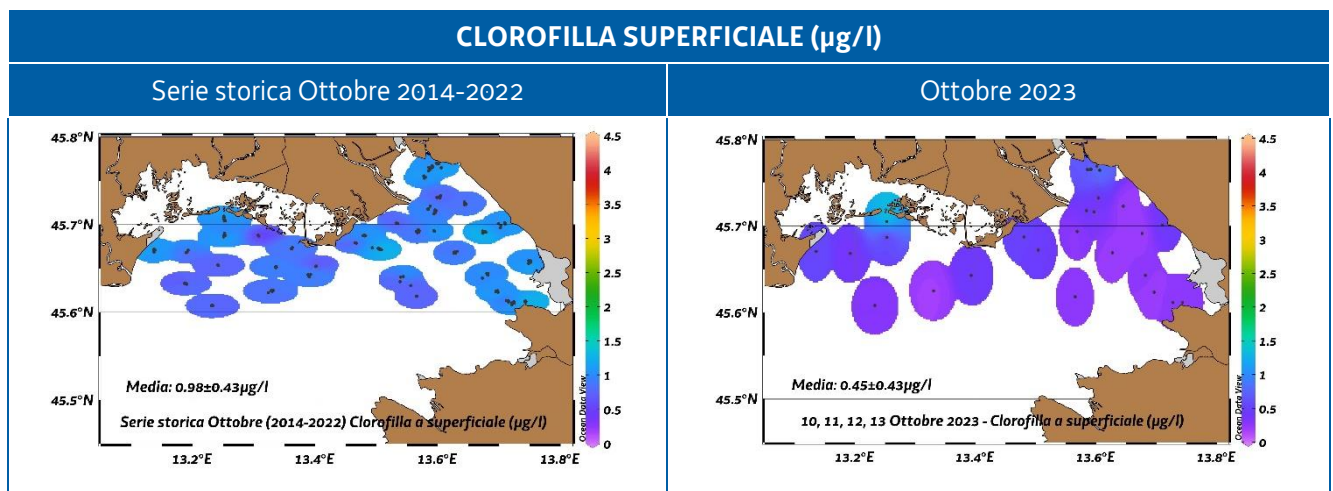 CLOROFILLA SUPERFICIALE (µg/l)
Serie storica Ottobre 2014-2022
Ottobre 2023
45.8°N
45.7°N
45.6°N
45.5°N
13.2°E
13.4°E
13.6°E
13.8°E
4.5
4
3.5
3
2.5
2
1.5
1
0.5
0
Ocean Data View
Media: 0.98±0.43µg/l
Serie storica Ottobre (2014-2022) Clorofilla a superficiale (µg/l)
45.8°N
45.7°N
45.6°N
45.5°N
13.2°E
13.4°E
13.6°E
13.8°E
4.5
4
3.5
3
2.5
2
1.5
1
0.5
0
Ocean Data View
Media: 0.45±0.43µg/l
10, 11, 12, 13 Ottobre 2023 - Clorofilla a superficiale (µg/l)